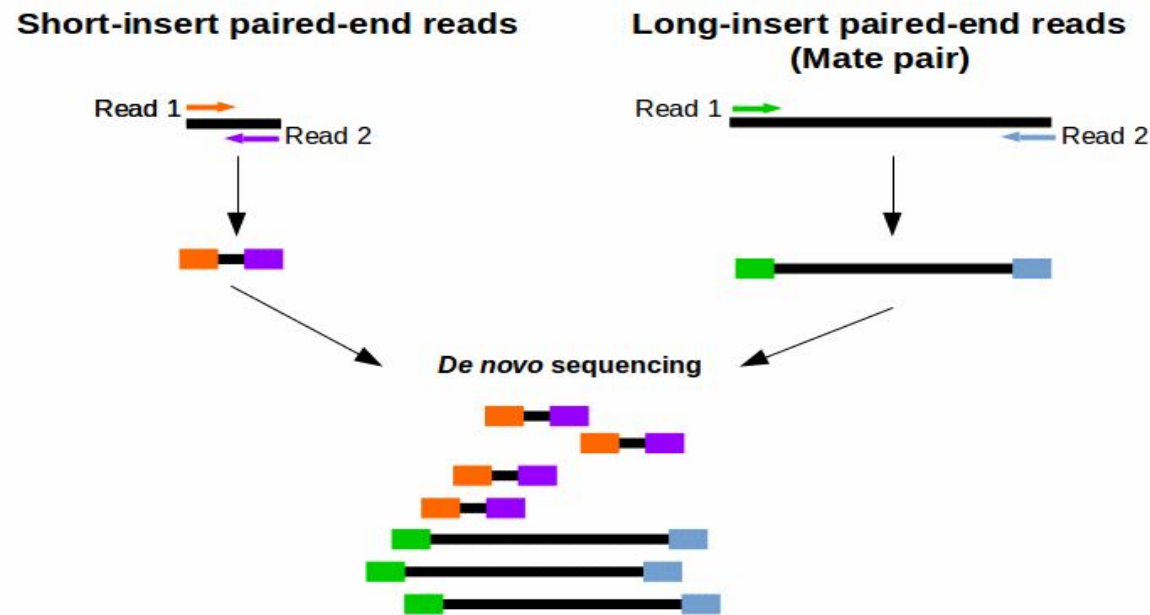 Short-insert paired-end reads
Long-insert paired-end reads
(Mate pair)
Read 1
Read 2
Read 1
Read 2
De novo sequencing